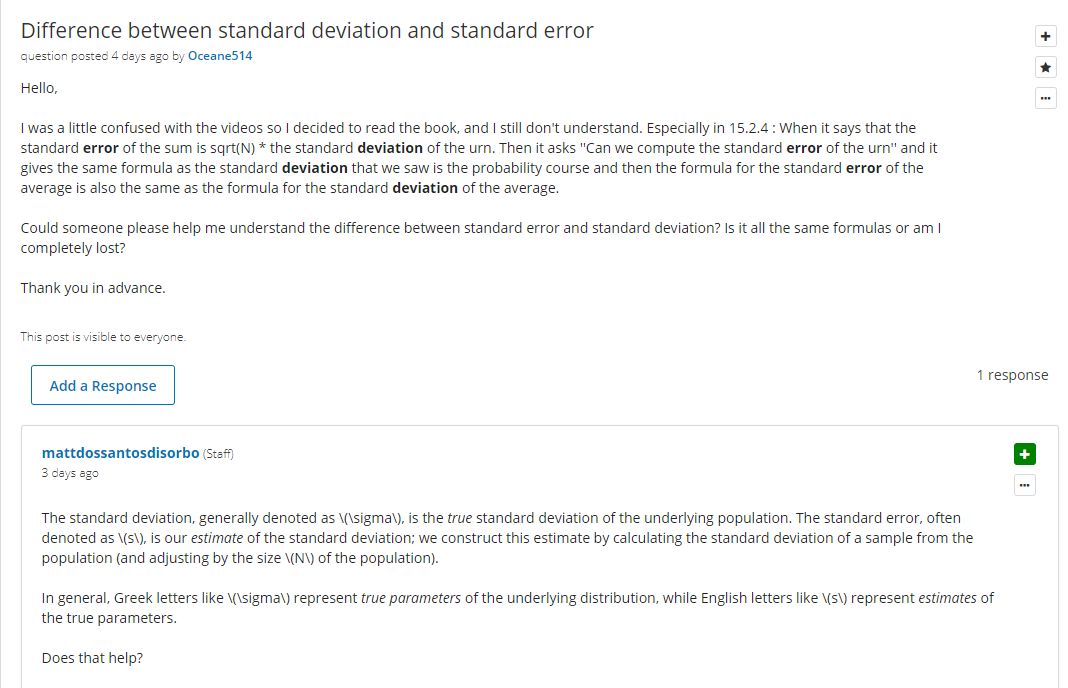 Difference between standard deviation and standard error
question posted 4 days ago by Oceane514
Hello,
I was a little confused with the videos so I decided to read the book, and I still don't understand. Especially in 15.2.4 : When it says that the
standard error of the sum is sqrt(N) * the standard deviation of the urn. Then it asks "Can we compute the standard error of the urn" and it
gives the same formula as the standard deviation that we saw is the probability course and then the formula for the standard error of the
average is also the same as the formula for the standard deviation of the average.
Could someone please help me understand the difference between standard error and standard deviation? Is it all the same formulas or am I
completely lost?
Thank you in advance.
This post is visible to everyone.
Add a Response
1 response
mattdossantosdisorbo (Staff)
3 days ago
The standard deviation, generally denoted as \(\sigma\), is the true standard deviation of the underlying population. The standard error, often
denoted as \(s\), is our estimate of the standard deviation; we construct this estimate by calculating the standard deviation of a sample from the
population (and adjusting by the size \(N\) of the population).
In general, Greek letters like \(\sigma\) represent true parameters of the underlying distribution, while English letters like \(s\) represent estimates of
the true parameters.
Does that help?